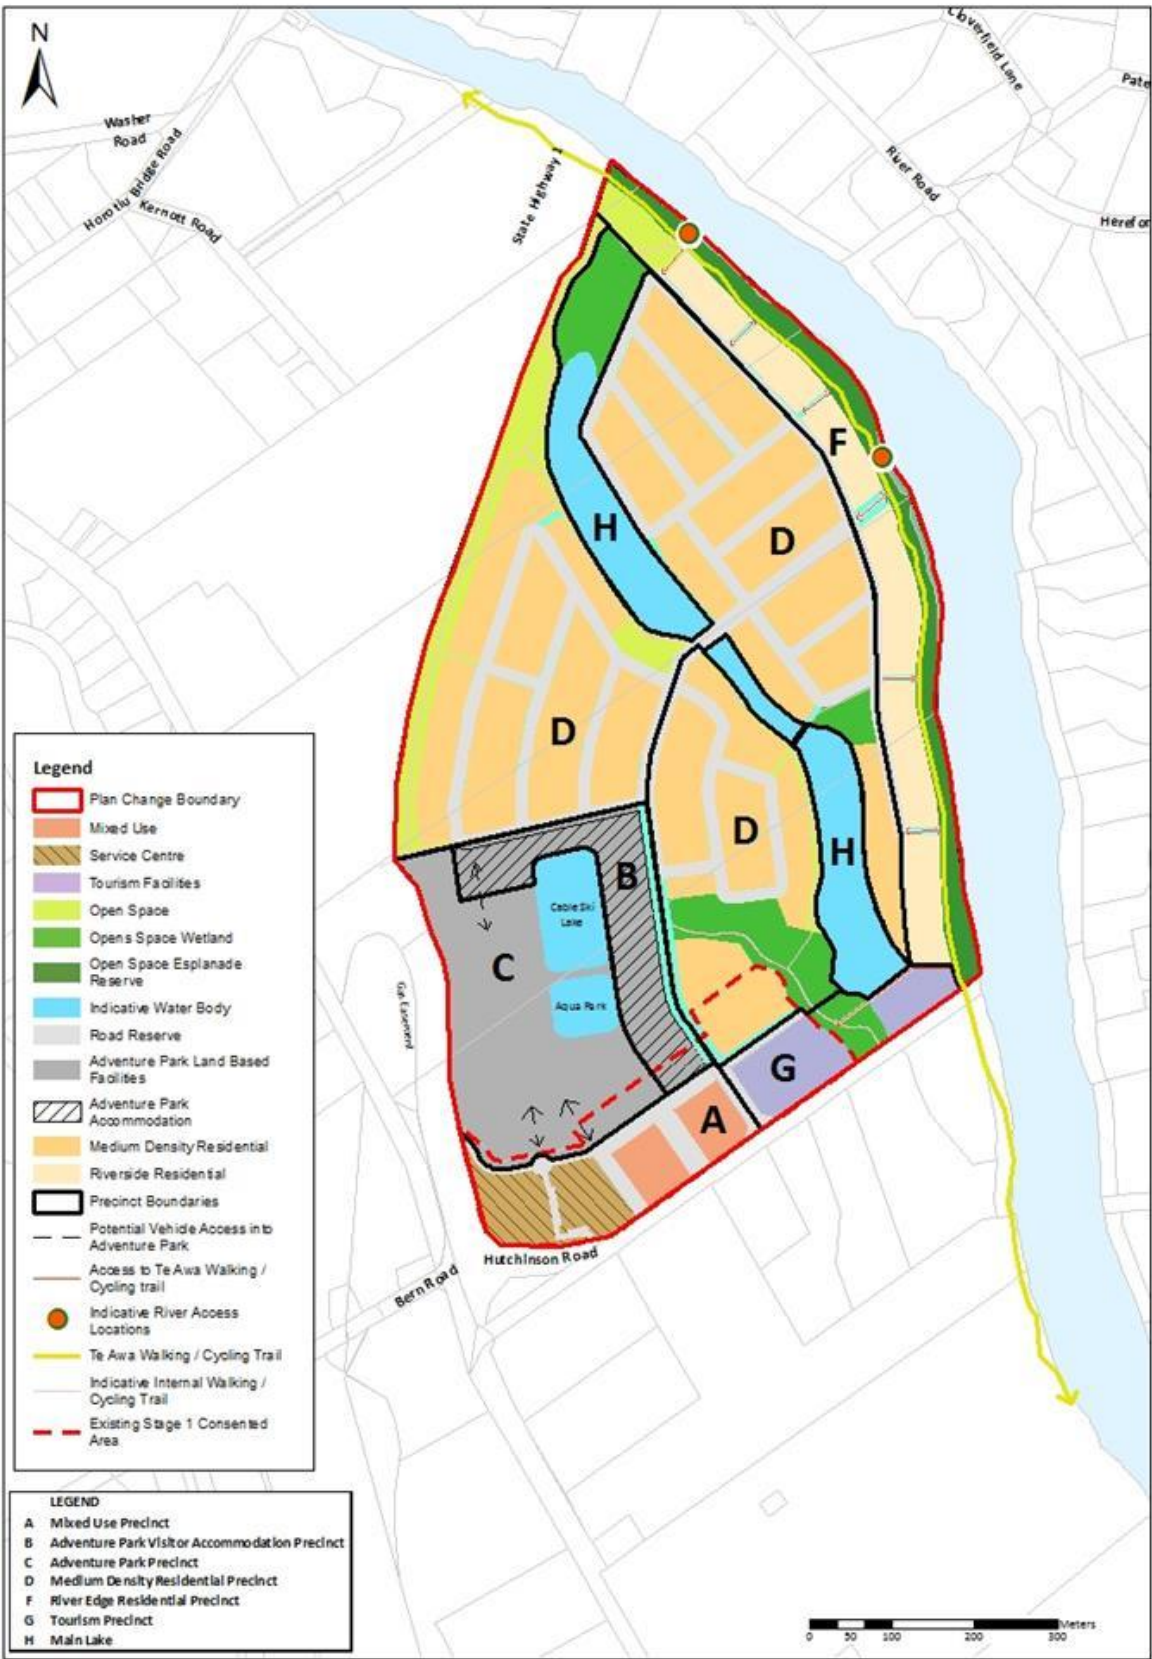 N
Cloverfield Lane
Pate
Washer
Road
Horotiu Bridge Road
Kernott Road
State Highway 1
River Road
Herefor
F
H
D
D
D
H
B
Cable Ski
Lake
C
Aqua Park
Gas Easement
G
A
Hutchinson Road
Bern Road
Legend
Plan Change Boundary
Mixed Use
Service Centre
Tourism Facilities
Open Space
Opens Space Wetland
Open Space Esplanade
Reserve
Indicative Water Body
Road Reserve
Adventure Park Land Based
Facilities
Adventure Park
Accommodation
Medium Density Residential
Riverside Residential
Precinct Boundaries
Potential Vehicle Access into
Adventure Park
Access to Te Awa Walking /
Cycling trail
Indicative River Access
Locations
Te Awa Walking / Cycling Trail
Indicative Internal Walking /
Cycling Trail
Existing Stage 1 Consented
Area
LEGEND
A Mixed Use Precinct
B Adventure Park Visitor Accommodation Precinct
C Adventure Park Precinct
D Medium Density Residential Precinct
F River Edge Residential Precinct
G Tourism Precinct
H Main Lake
0 50 100 200 300 Meters